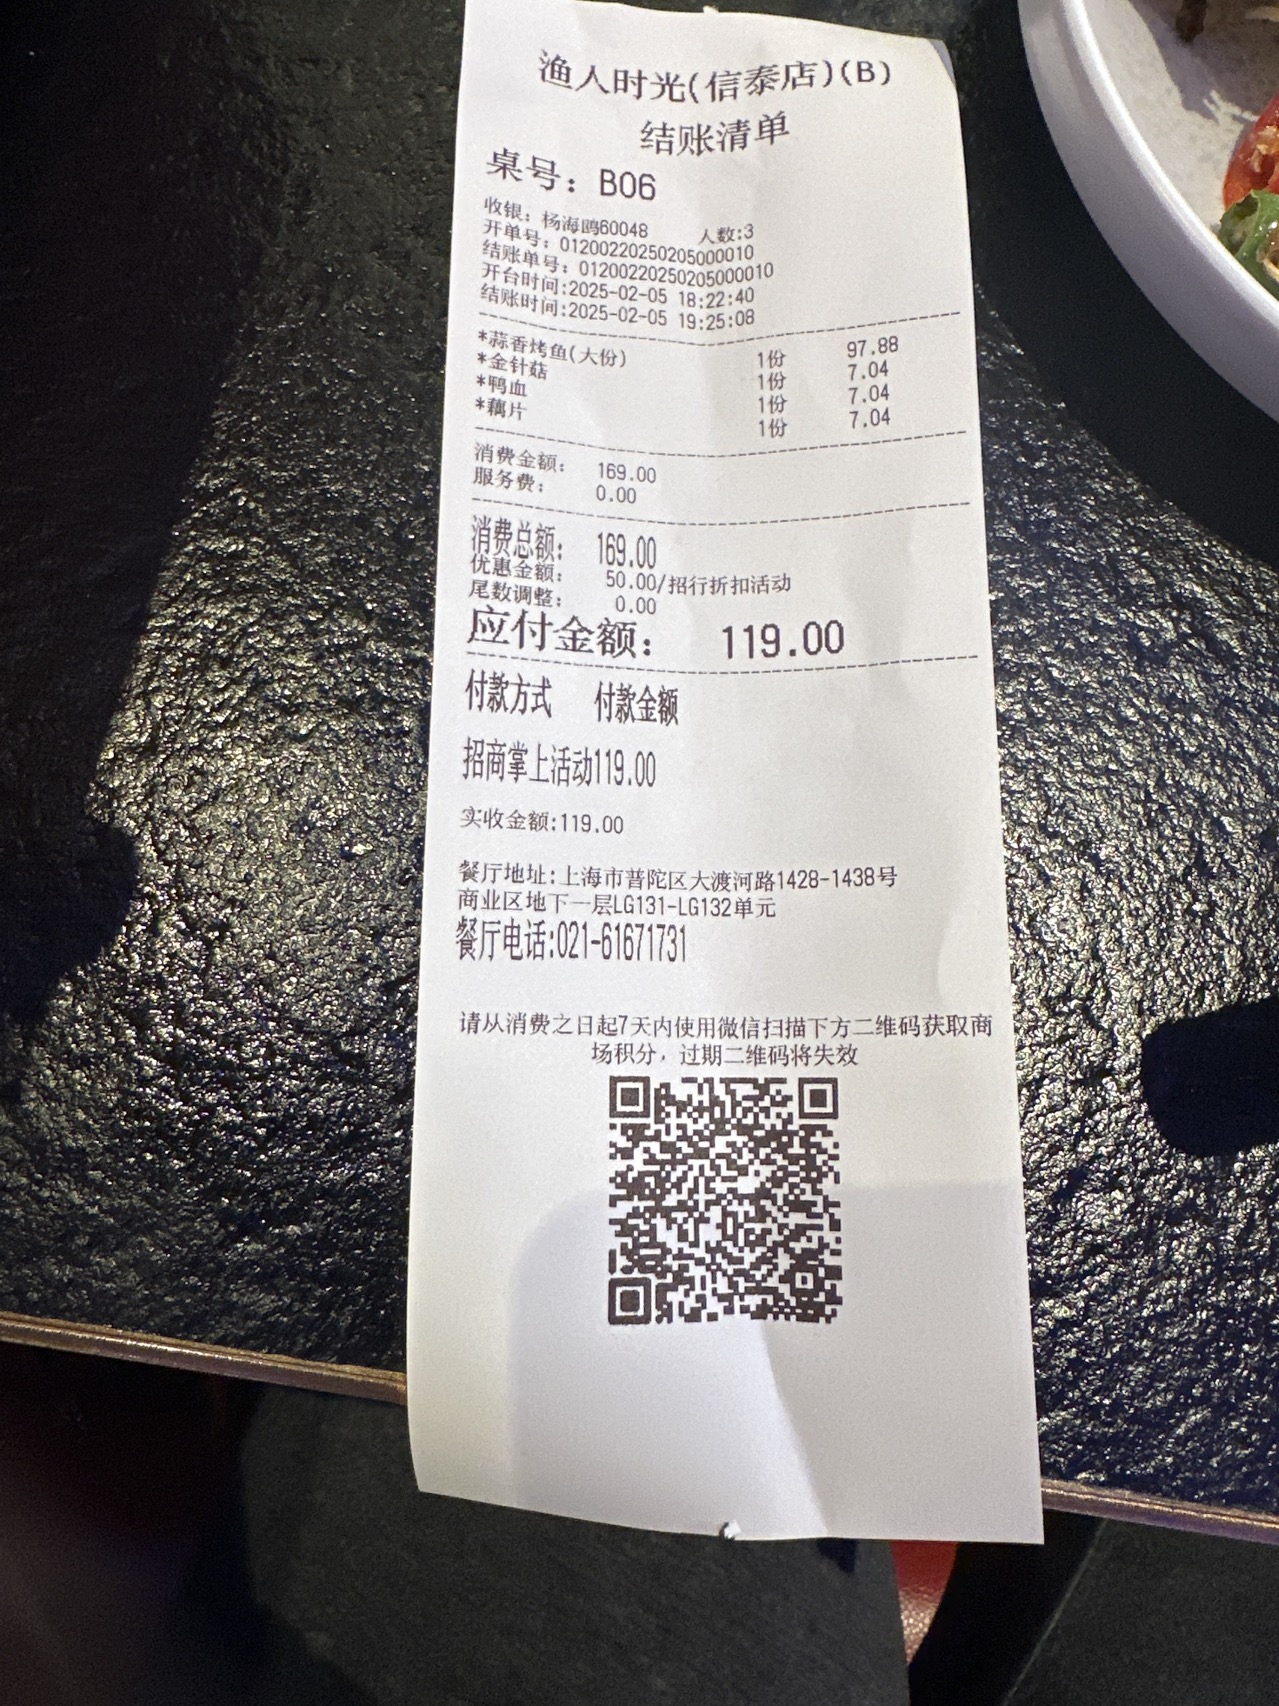 渔人时光(信泰店)(B)
结账清单
桌号：B06
收银：杨海鸥60048 人数:3
开单号：01200220250205000010
结账单号：01200220250205000010
开台时间:2025-02-05 18:22:40
结账时间:2025-02-05 19:25:08
*蒜香烤鱼(大份) 1份 97.88
*金针菇 1份 7.04
*鸭血 1份 7.04
*藕片 1份 7.04
消费金额： 169.00
服务费： 0.00
消费总额： 169.00
优惠金额： 50.00/招行折扣活动
尾数调整： 0.00
应付金额： 119.00
付款方式 付款金额
招商掌上活动119.00
实收金额:119.00
餐厅地址:上海市普陀区大渡河路1428-1438号
商业区地下一层LG131-LG132单元
餐厅电话:021-61671731
请从消费之日起7天内使用微信扫描下方二维码获取商
场积分，过期二维码将失效